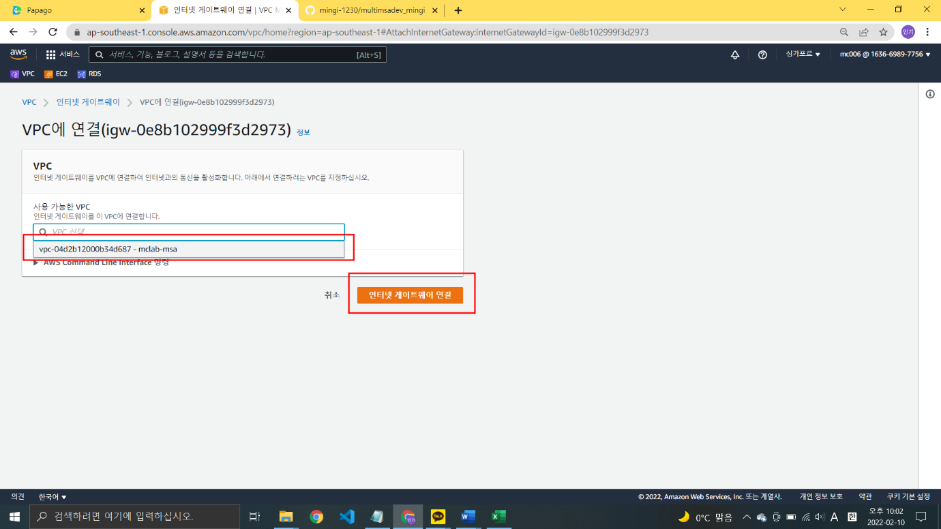 Papago
인터넷 게이트웨이 연결 | VPC M
mingi-1230/multimsadev_mingi
ap-southeast-1.console.aws.amazon.com/vpc/home?region=ap-southeast-1#AttachInternetGateway:internetGatewayId=igw-0e8b102999f3d2973
민기
aws
서비스
서비스, 기능, 블로그, 설명서 등을 검색합니다.
[Alt+S]
싱가포르
mc006 @ 1636-6989-7756
VPC
EC2
RDS
VPC
인터넷 게이트웨이
VPC에 연결(igw-0e8b102999f3d2973)
VPC에 연결(igw-0e8b102999f3d2973) 정보
VPC
인터넷 게이트웨이를 VPC에 연결하여 인터넷과의 통신을 활성화합니다. 아래에서 연결하려는 VPC를 지정하십시오.
사용 가능한 VPC
인터넷 게이트웨이를 이 VPC에 연결합니다.
VPC 선택
vpc-04d2b12000b34d687 - mclab-msa
AWS Command Line Interface 명령
취소
인터넷 게이트웨이 연결
의견
한국어
© 2022, Amazon Web Services, Inc. 또는 계열사.
개인 정보 보호
약관
쿠키 기본 설정
검색하려면 여기에 입력하십시오.
0°C 맑음
A
오후 10:02
2022-02-10